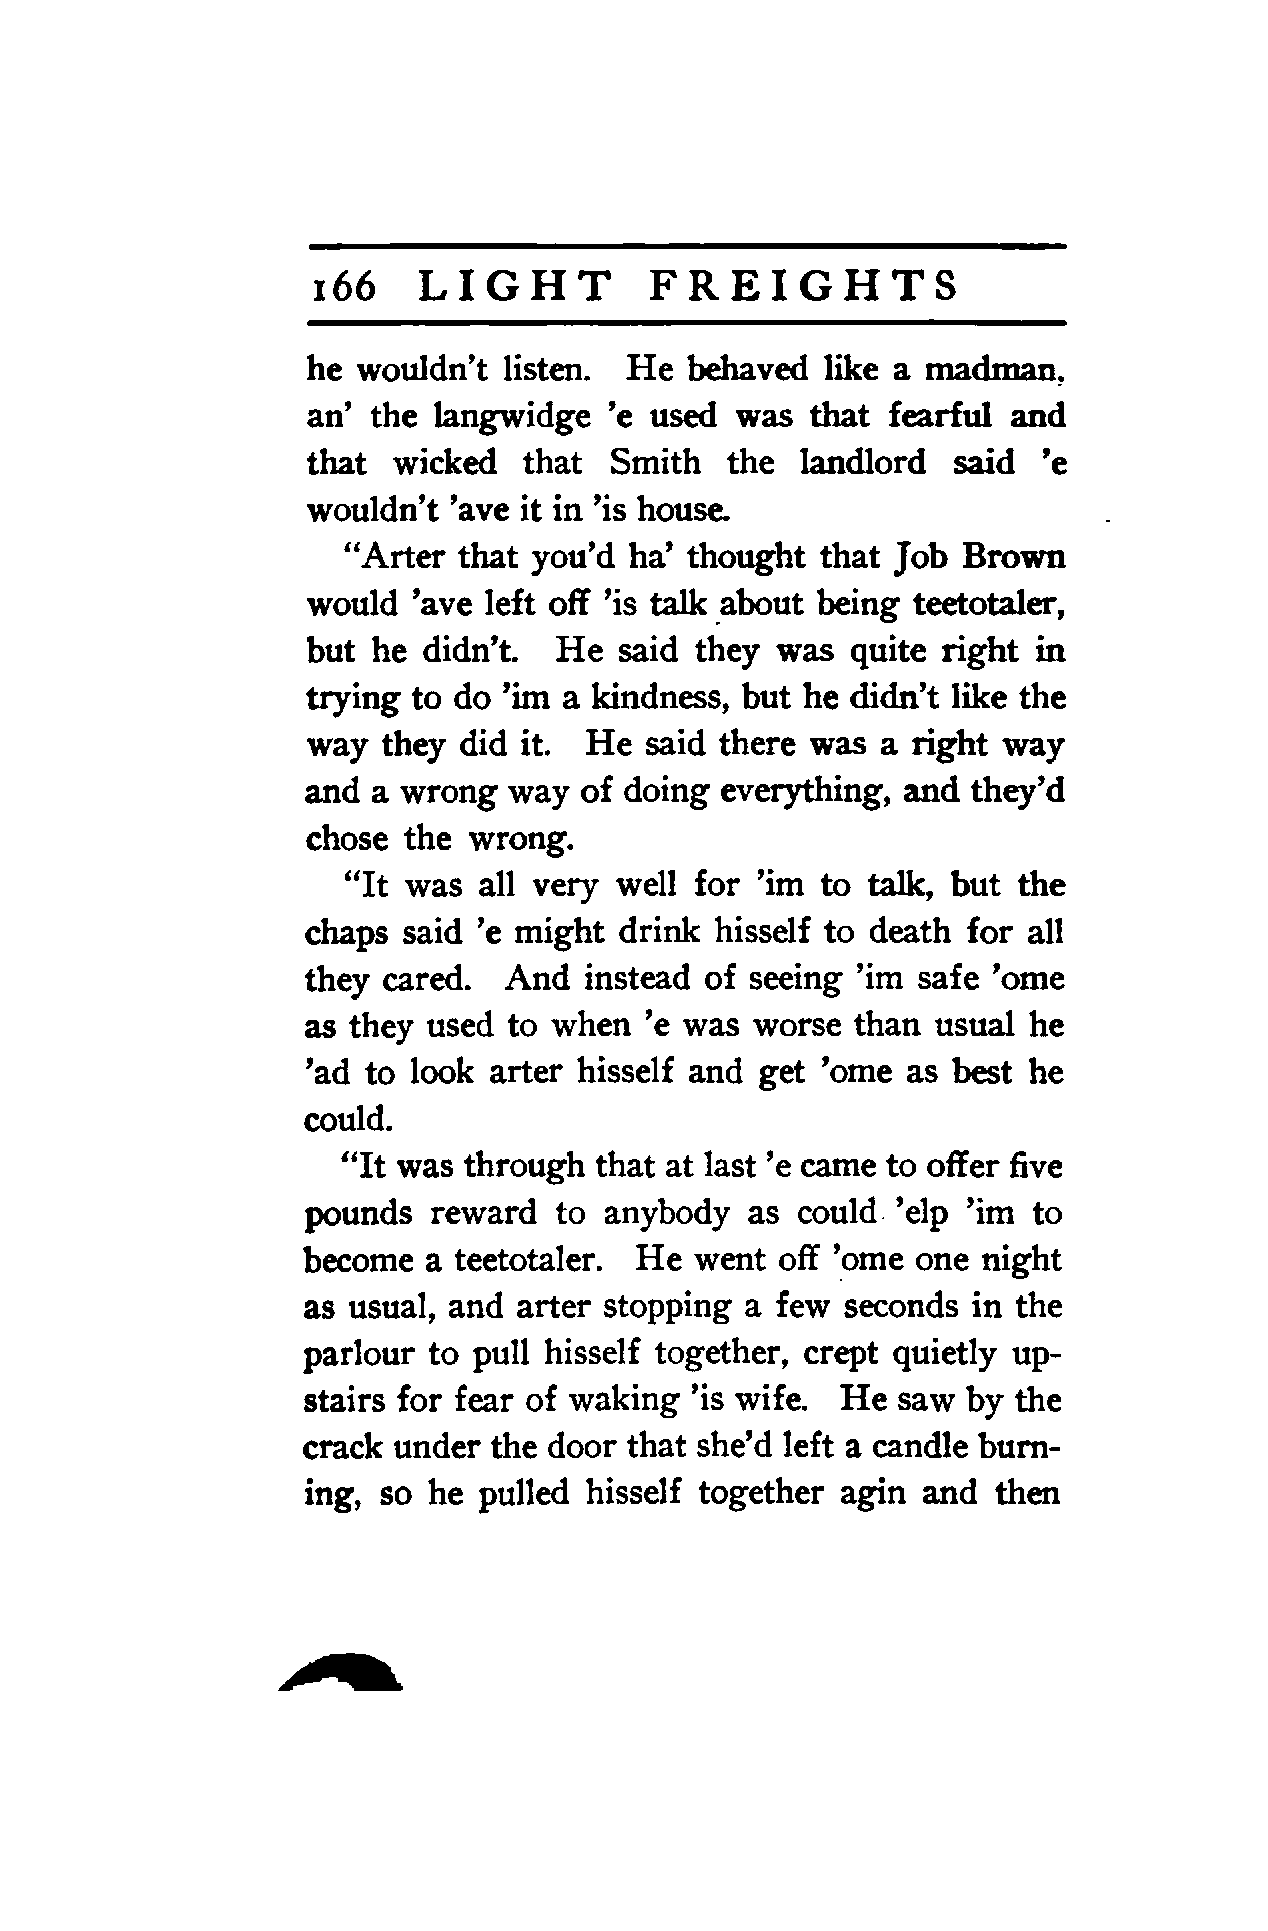 166 LIGHT FREIGHTS
he wouldn't listen. He behaved like a madman,
an' the langwidge 'e used was that fearful and
that wicked that Smith the landlord said 'e
wouldn't 'ave it in 'is house.
"Arter that you'd ha' thought that Job Brown
would 'ave left off 'is talk about being teetotaler,
but he didn't. He said they was quite right in
trying to do 'im a kindness, but he didn't like the
way they did it. He said there was a right way
and a wrong way of doing everything, and they'd
chose the wrong.
"It was all very well for 'im to talk, but the
chaps said 'e might drink hisself to death for all
they cared. And instead of seeing 'im safe 'ome
as they used to when 'e was worse than usual he
'ad to look arter hisself and get 'ome as best he
could.
"It was through that at last 'e came to offer five
pounds reward to anybody as could 'elp 'im to
become a teetotaler. He went off 'ome one night
as usual, and arter stopping a few seconds in the
parlour to pull hisself together, crept quietly up-
stairs for fear of waking 'is wife. He saw by the
crack under the door that she'd left a candle burn-
ing, so he pulled hisself together agin and then